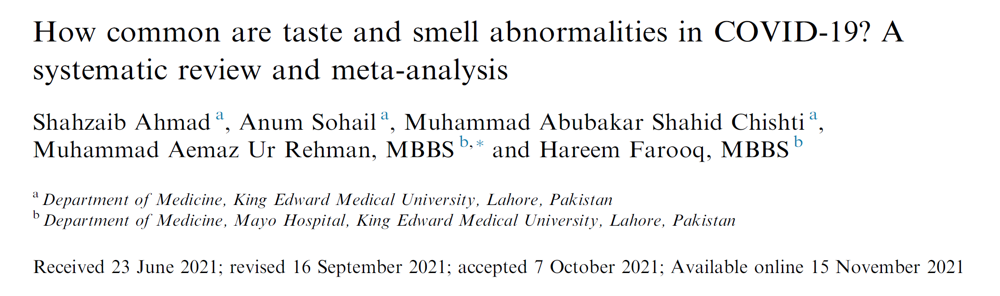 How common are taste and smell abnormalities in COVID-19? A
systematic review and meta-analysis
Shahzaib Ahmad a, Anum Sohail a, Muhammad Abubakar Shahid Chishti a,
Muhammad Aemaz Ur Rehman, MBBS b,* and Hareem Farooq, MBBS b
a Department of Medicine, King Edward Medical University, Lahore, Pakistan
b Department of Medicine, Mayo Hospital, King Edward Medical University, Lahore, Pakistan
Received 23 June 2021; revised 16 September 2021; accepted 7 October 2021; Available online 15 November 2021